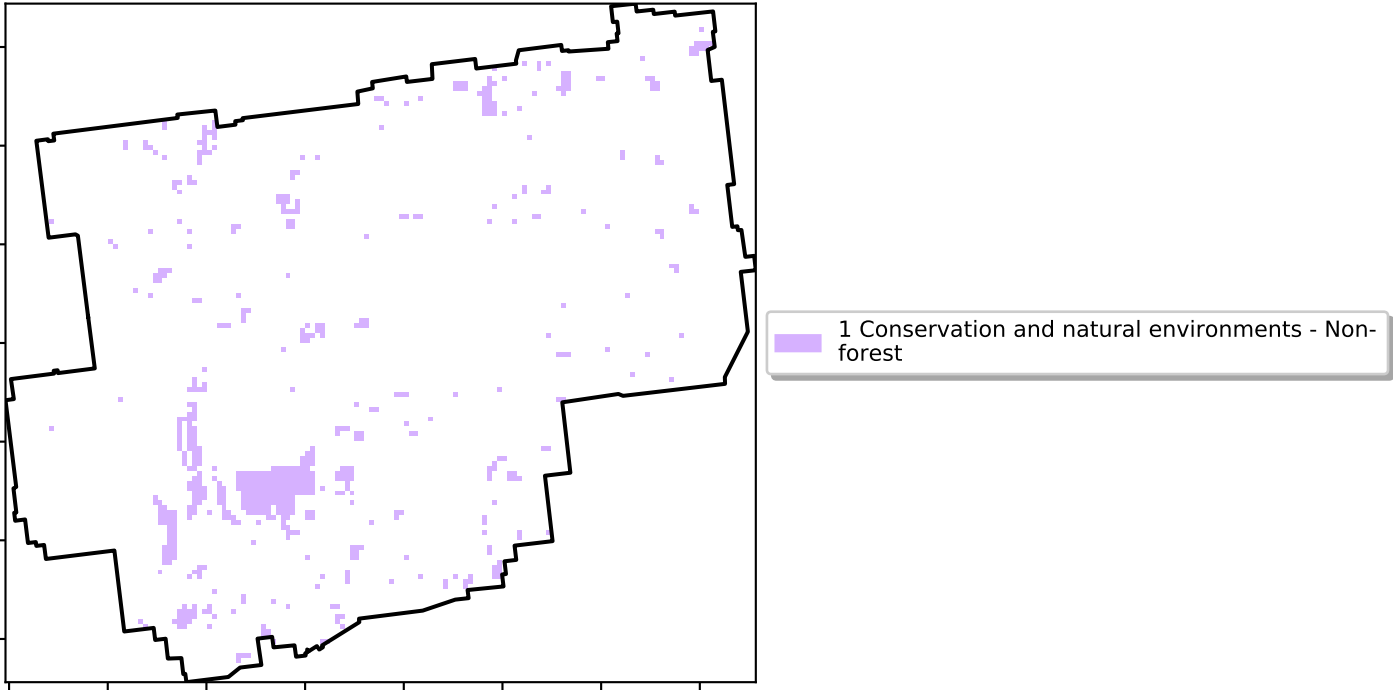 1 Conservation and natural environments - Non-
forest